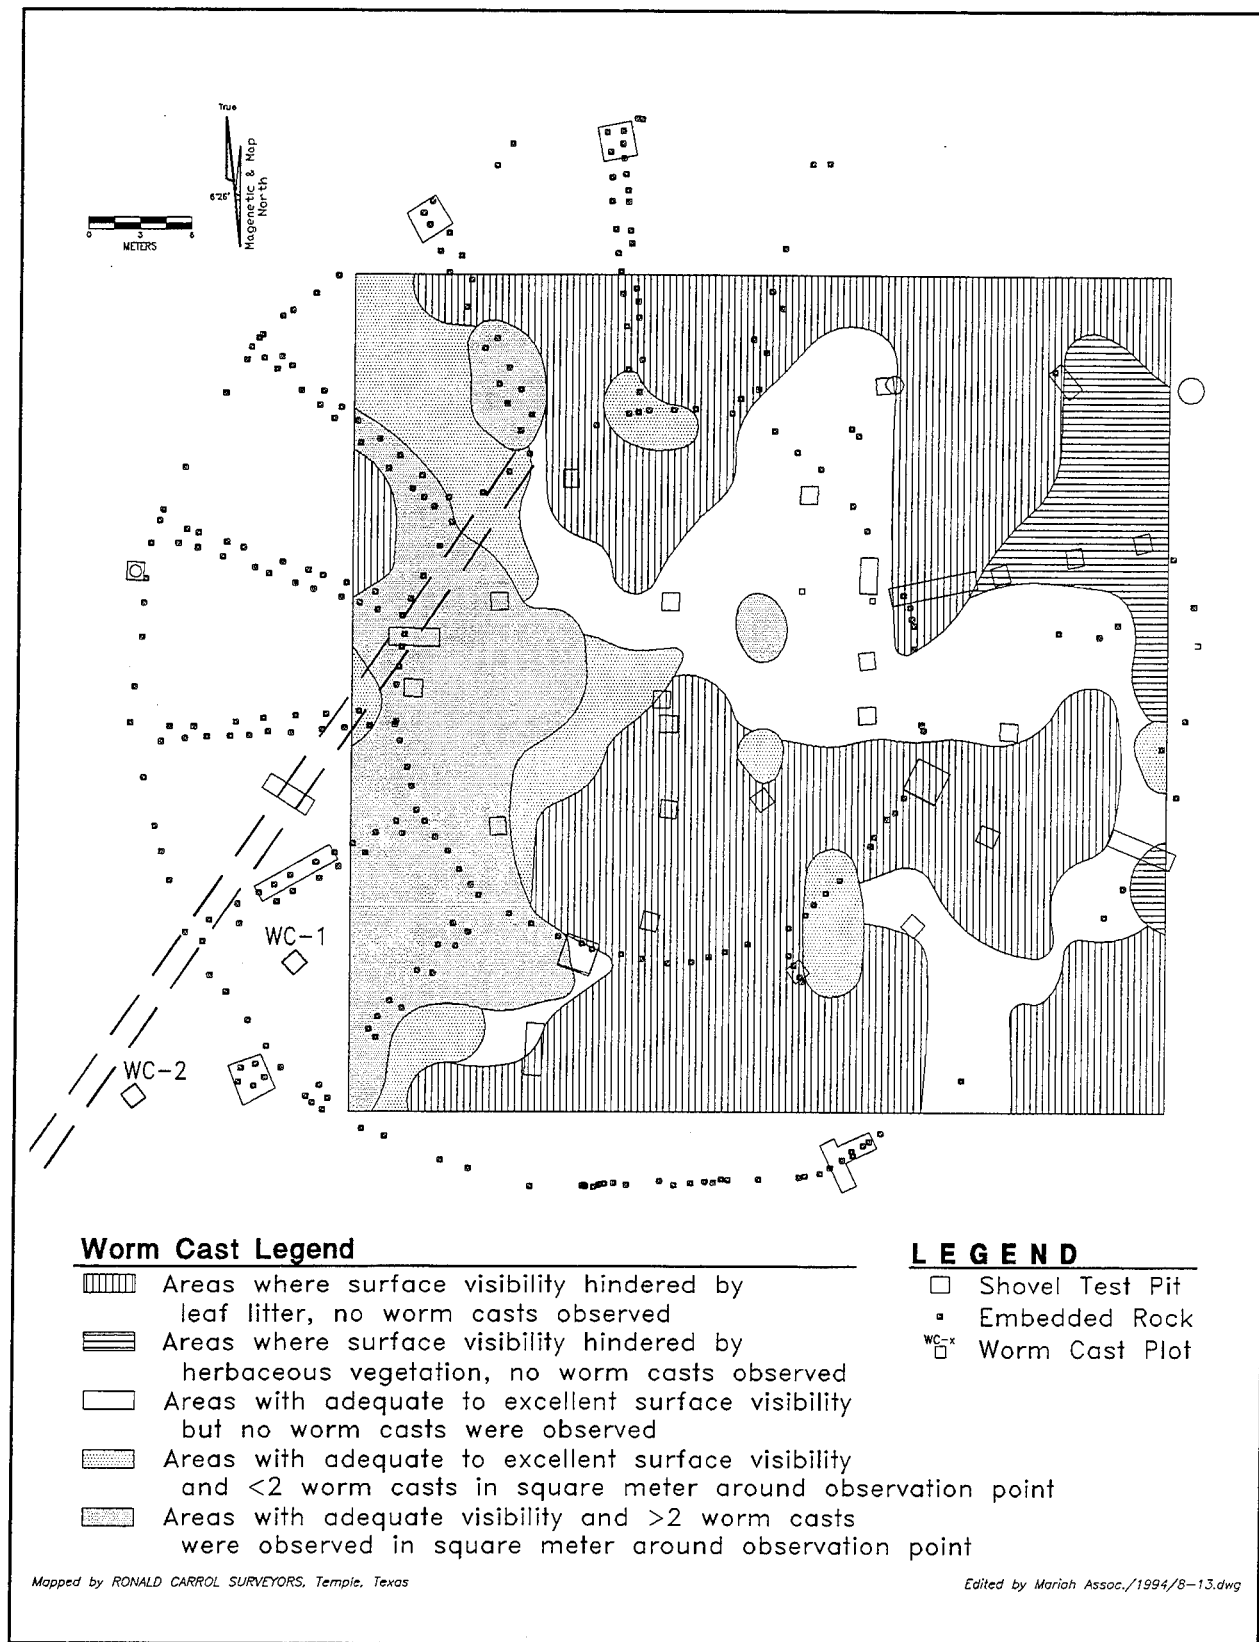 True
Magenetic & Map
North
6°26'
0 3 6
METERS
WC-1
WC-2
Worm Cast Legend
Areas where surface visibility hindered by
leaf litter, no worm casts observed
Areas where surface visibility hindered by
herbaceous vegetation, no worm casts observed
Areas with adequate to excellent surface visibility
but no worm casts were observed
Areas with adequate to excellent surface visibility
and <2 worm casts in square meter around observation point
Areas with adequate visibility and >2 worm casts
were observed in square meter around observation point
LEGEND
Shovel Test Pit
Embedded Rock
WC-x
Worm Cast Plot
Mapped by RONALD CARROL SURVEYORS, Temple, Texas
Edited by Mariah Assoc./1994/8-13.dwg